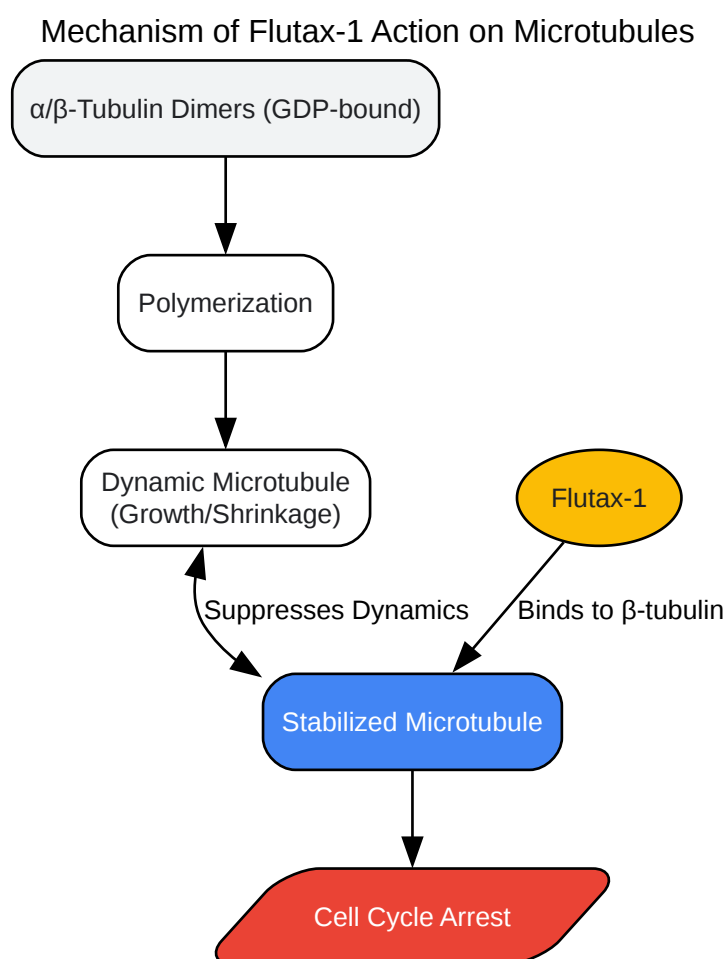 Mechanism of Flutax-1 Action on Microtubules
α/β-Tubulin Dimers (GDP-bound)
Polymerization
Dynamic Microtubule
(Growth/Shrinkage)
Flutax-1
Suppresses Dynamics
Binds to β-tubulin
Stabilized Microtubule
Cell Cycle Arrest